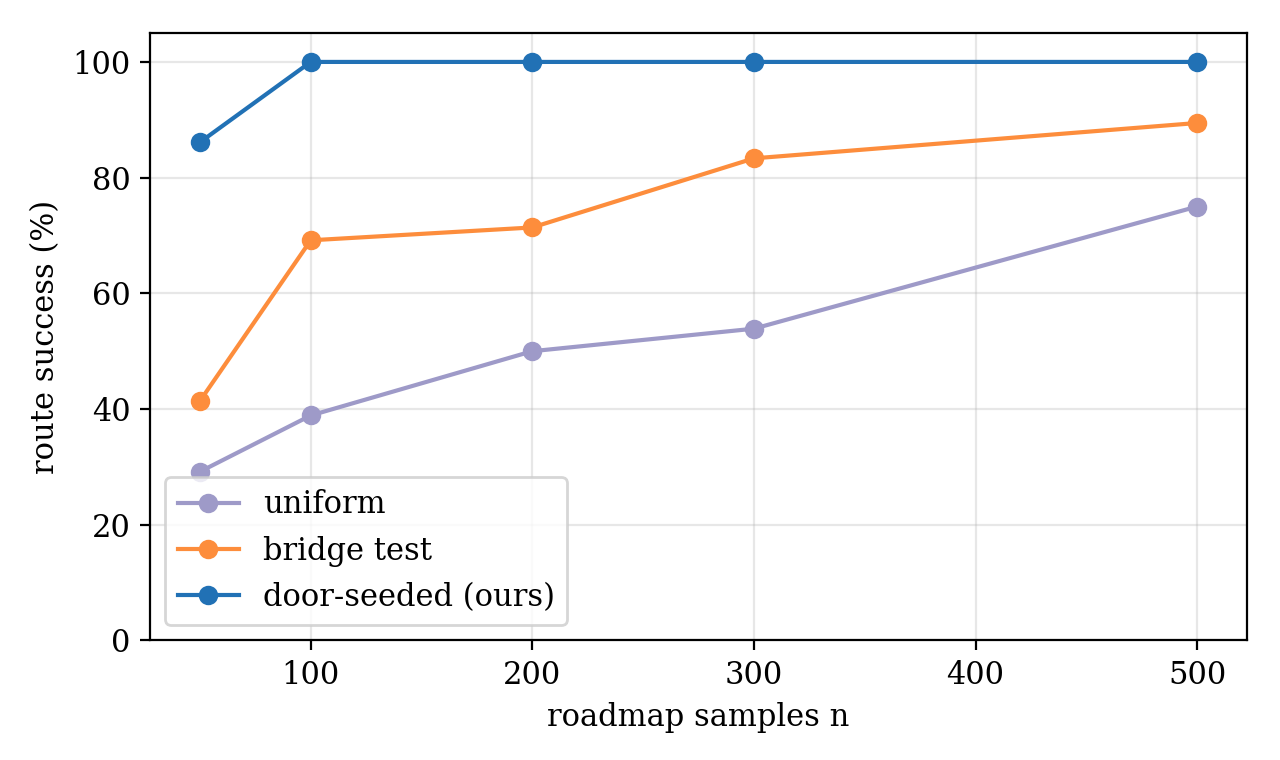 100
80
60
40
20
0
route success (%)
uniform
bridge test
door-seeded (ours)
100 200 300 400 500
roadmap samples n